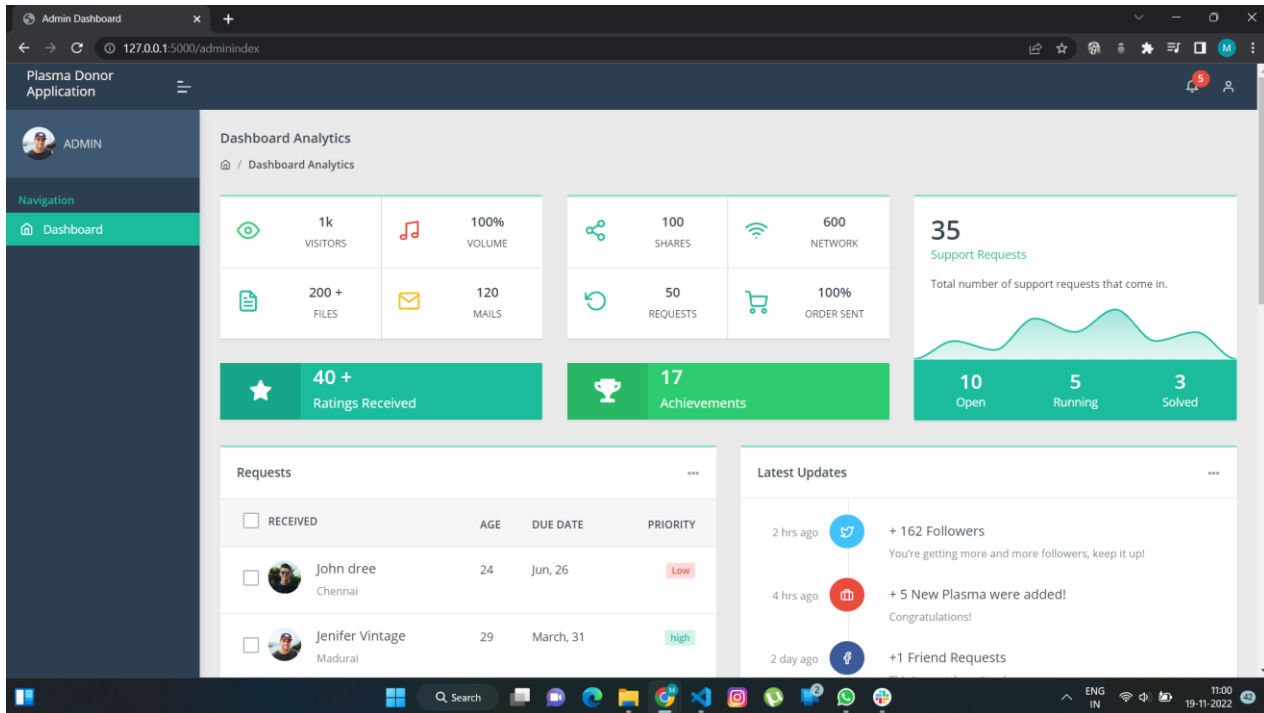 Admin Dashboard
127.0.0.1:5000/adminindex
M
Plasma Donor
Application
5
ADMIN
Navigation
Dashboard
Dashboard Analytics
/ Dashboard Analytics
1k
VISITORS
100%
VOLUME
200 +
FILES
120
MAILS
100
SHARES
600
NETWORK
50
REQUESTS
100%
ORDER SENT
35
Support Requests
Total number of support requests that come in.
10
Open
5
Running
3
Solved
40 +
Ratings Received
17
Achievements
Requests
RECEIVED AGE DUE DATE PRIORITY
John dree 24 Jun, 26 Low
Chennai
Jenifer Vintage 29 March, 31 high
Madurai
Latest Updates
2 hrs ago + 162 Followers
You're getting more and more followers, keep it up!
4 hrs ago + 5 New Plasma were added!
Congratulations!
2 day ago +1 Friend Requests
Search
2
ENG
IN
11:00
19-11-2022
42